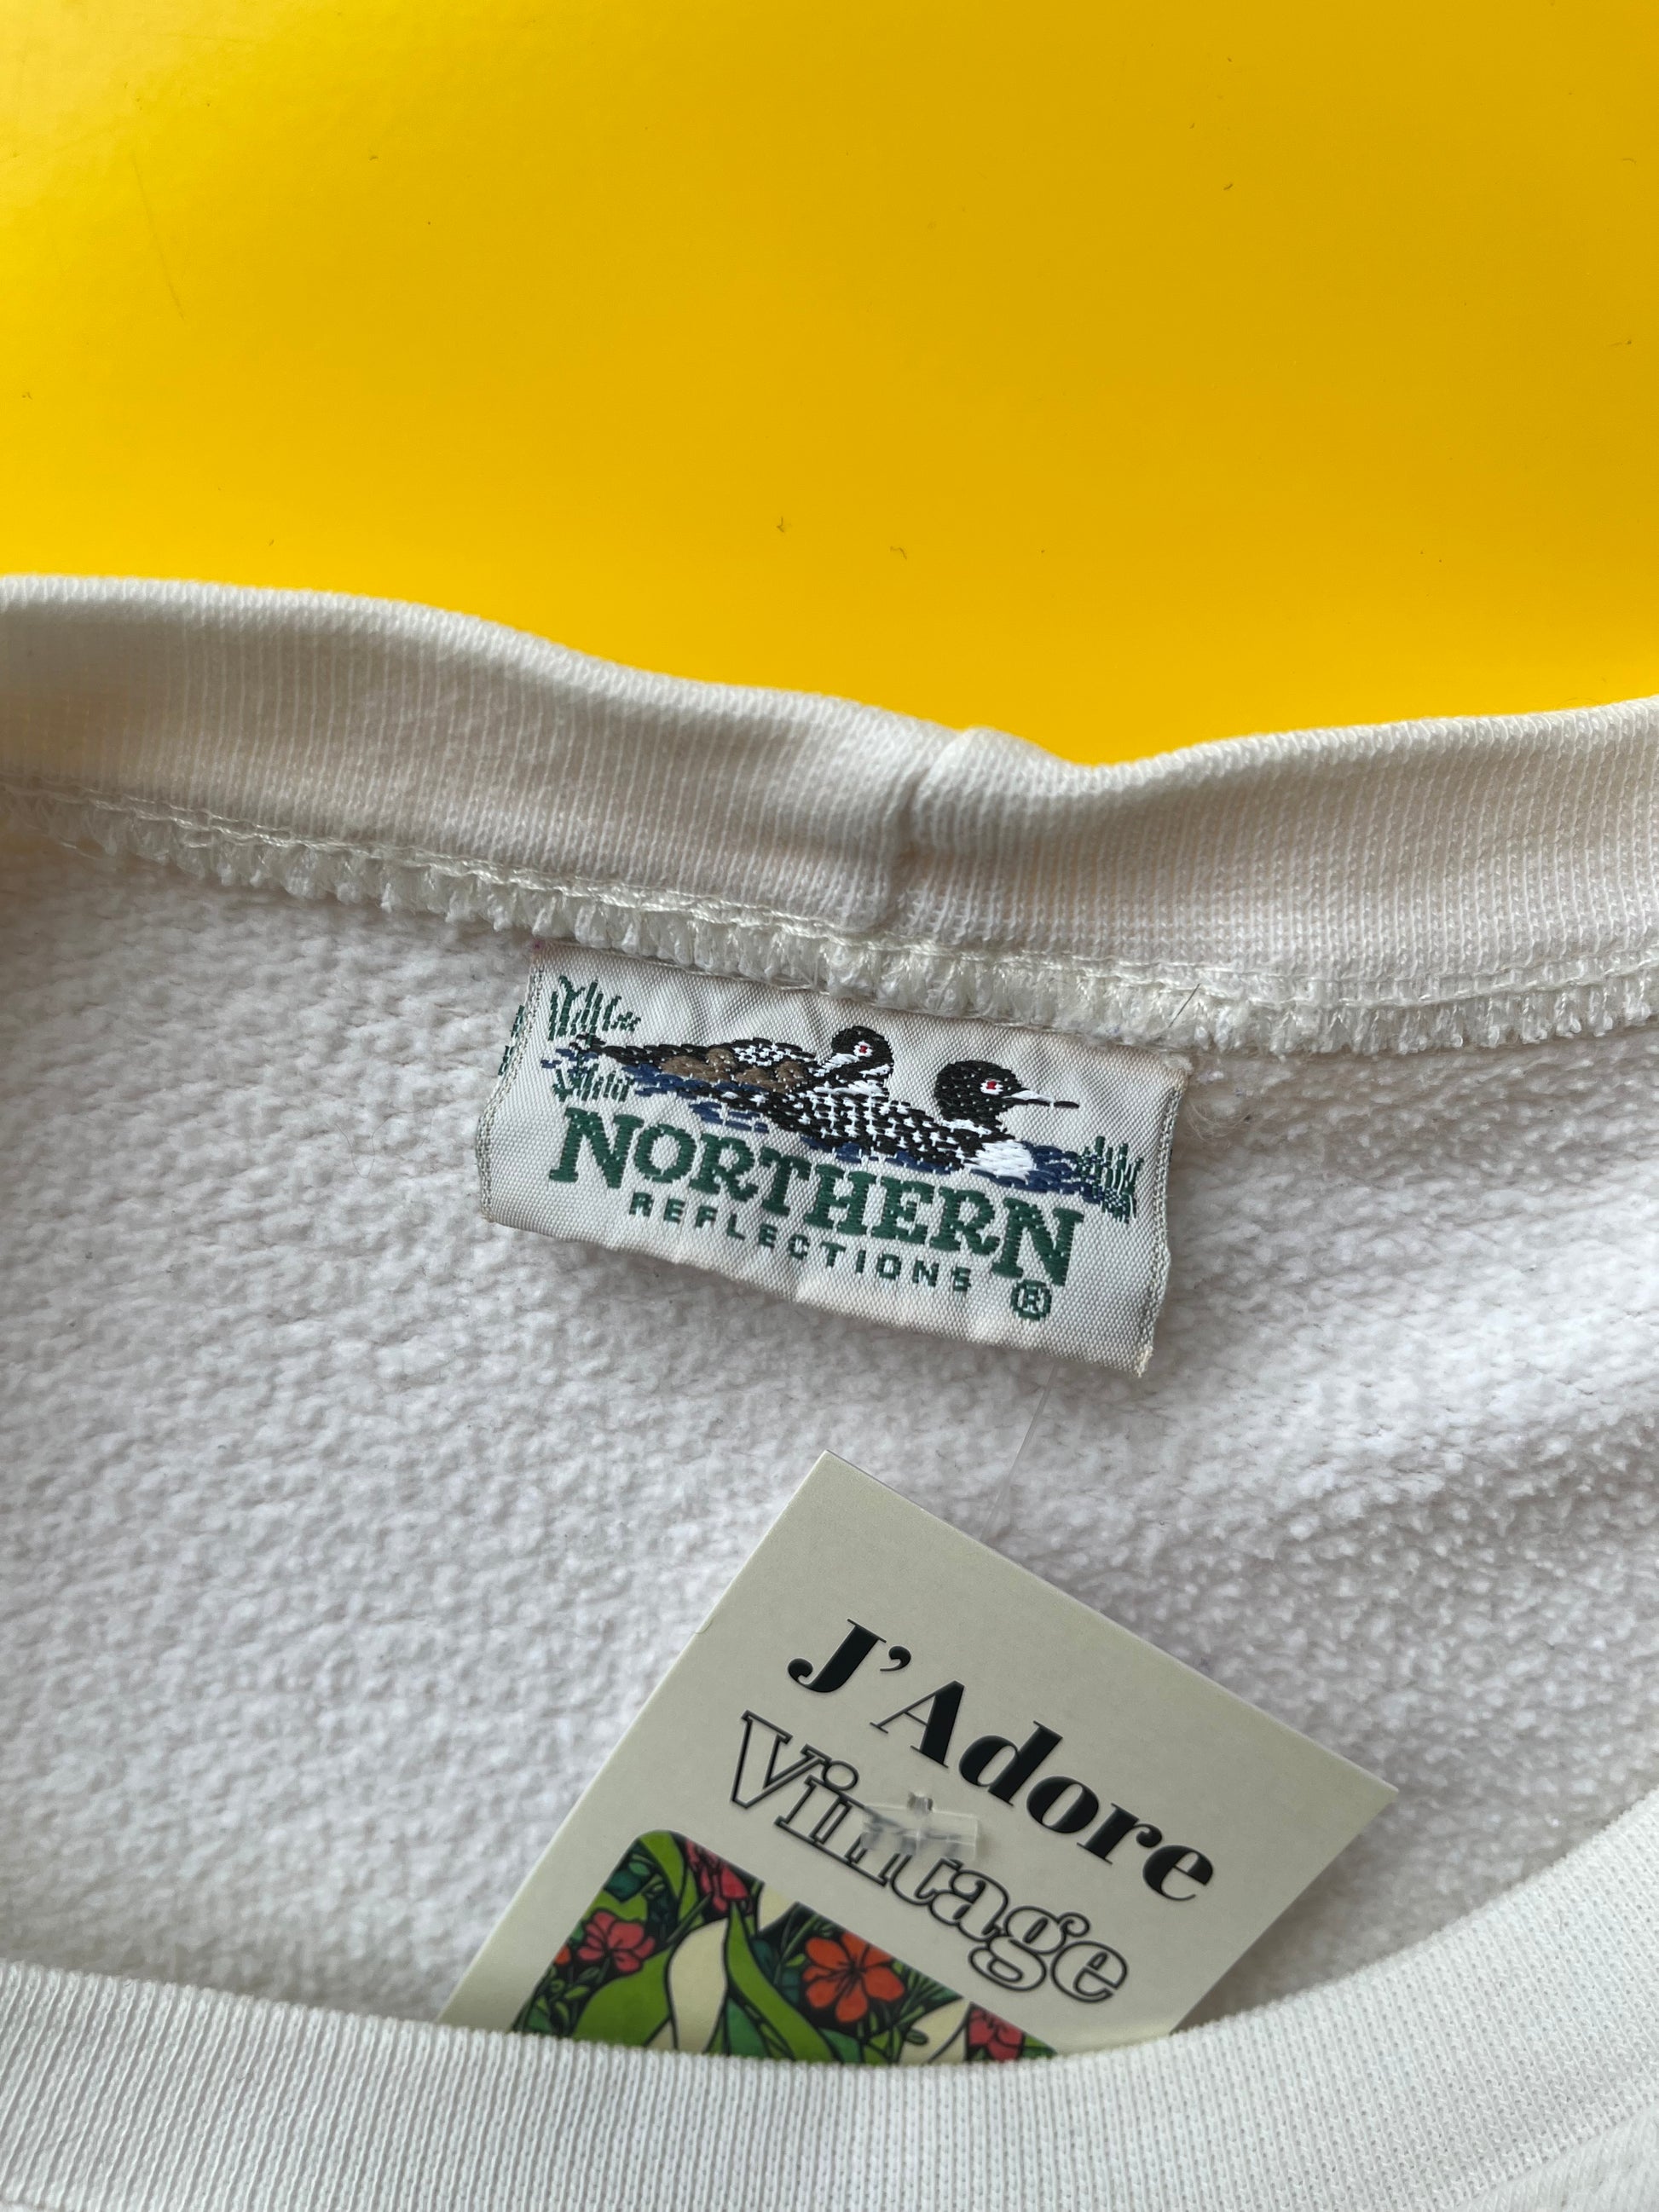 NORTHERN
REFLECTIONS ®
J'Adore
Vintage